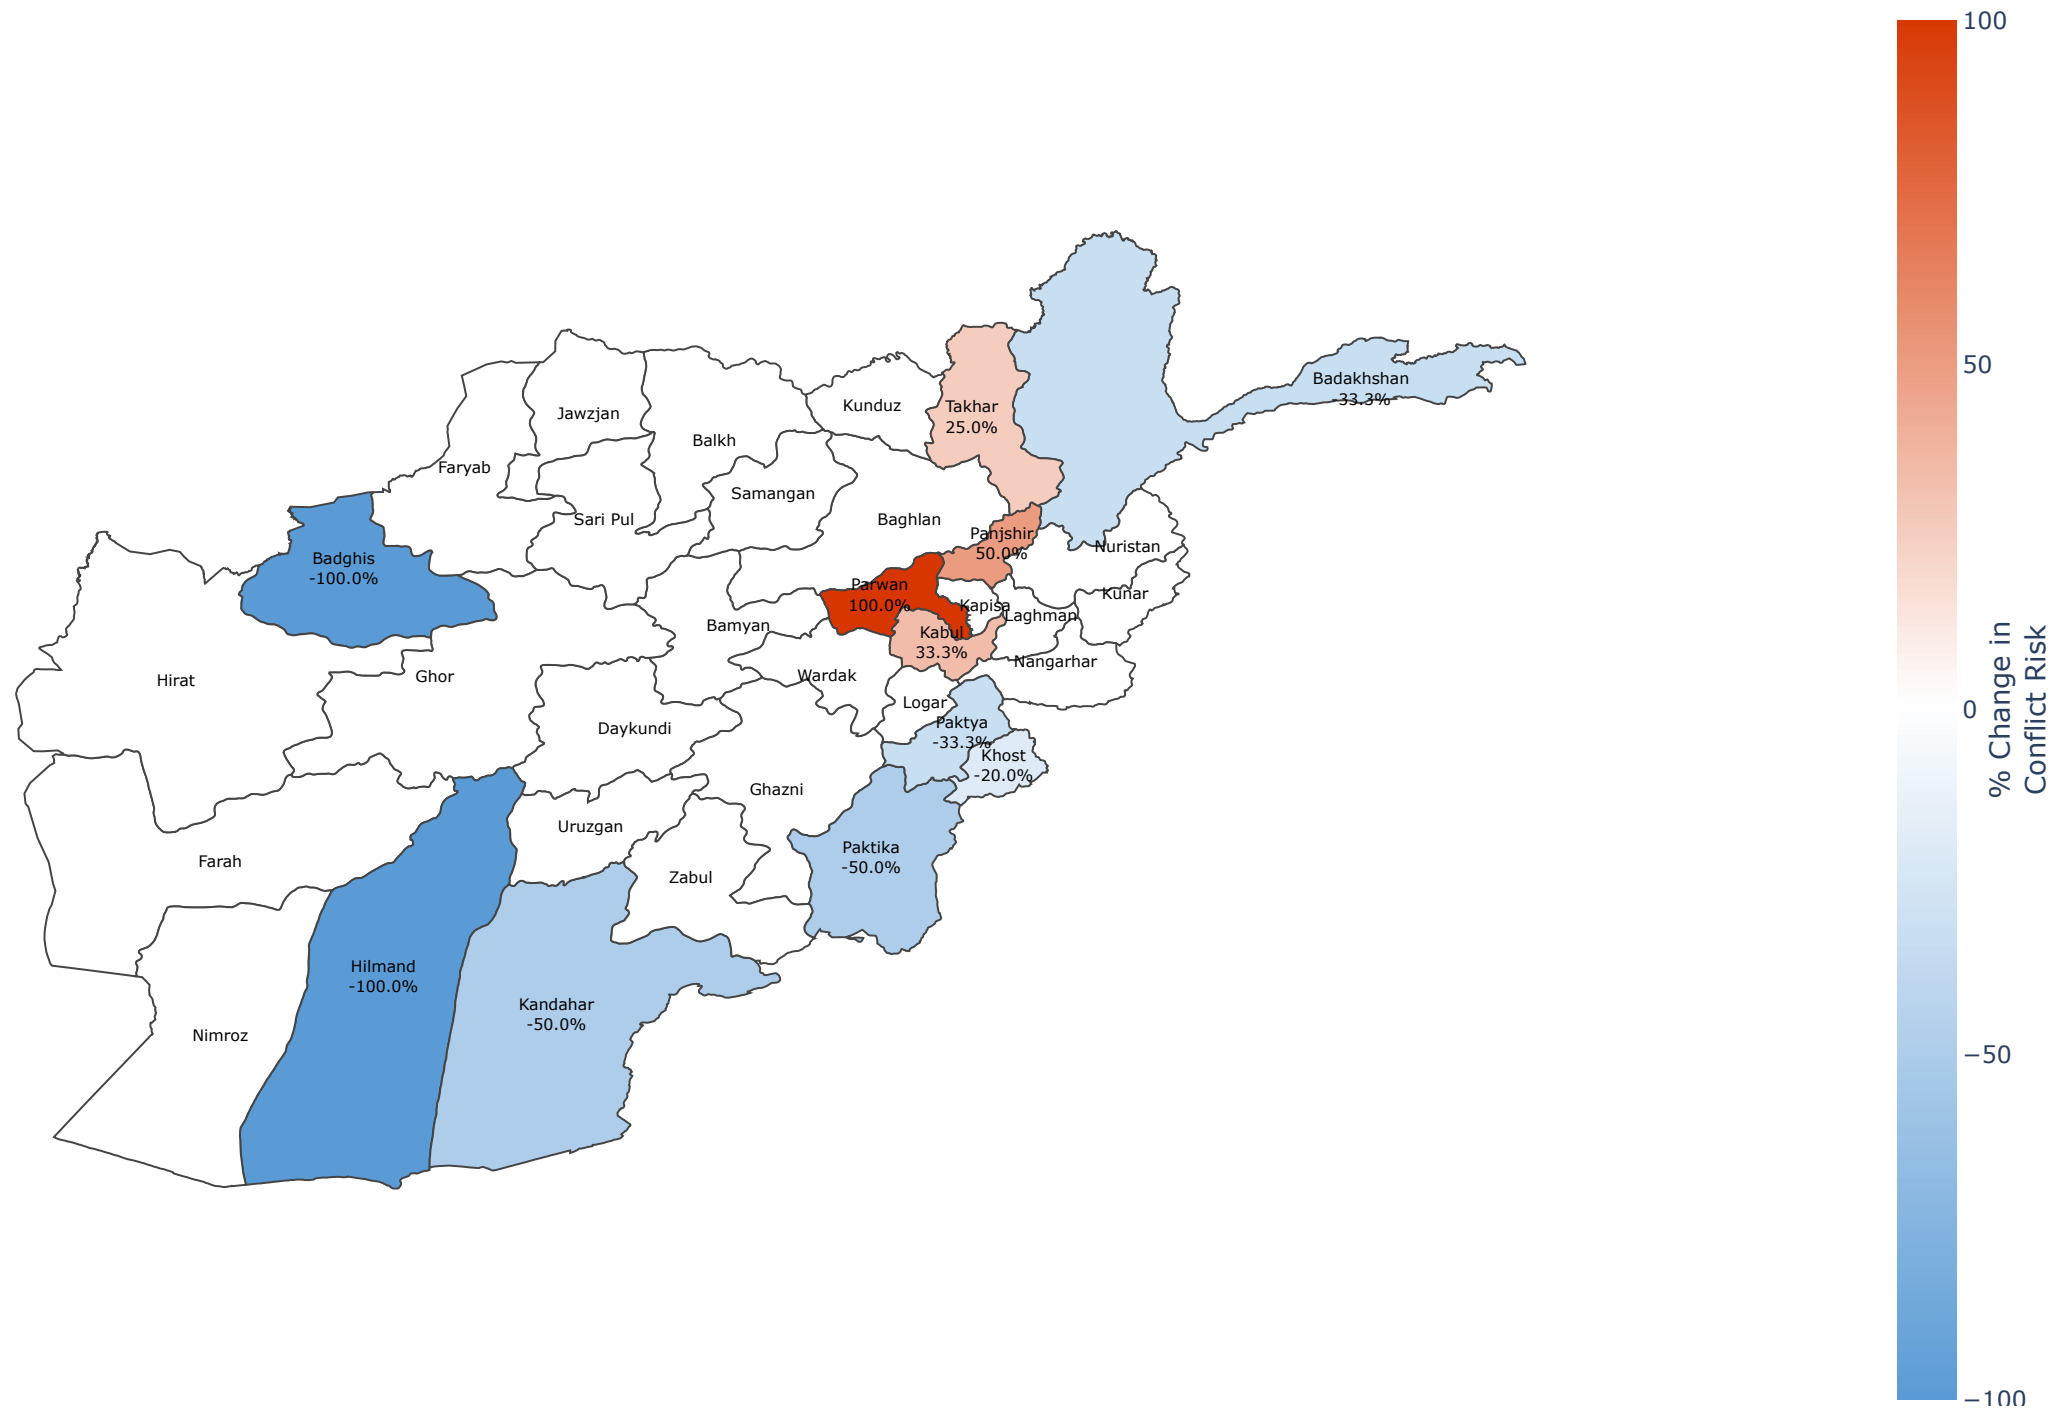 100
50
0
−50
−100
% Change in
Conflict Risk
Badakhshan
-33.3%
Takhar
25.0%
Kunduz
Jawzjan
Balkh
Faryab
Samangan
Sari Pul
Baghlan
Panjshir
50.0%
Nuristan
Badghis
-100.0%
Parwan
100.0%
Kapisa
Kunar
Laghman
Bamyan
Kabul
33.3%
Nangarhar
Hirat
Ghor
Wardak
Logar
Paktya
-33.3%
Daykundi
Khost
-20.0%
Ghazni
Uruzgan
Paktika
-50.0%
Farah
Zabul
Hilmand
-100.0%
Kandahar
-50.0%
Nimroz